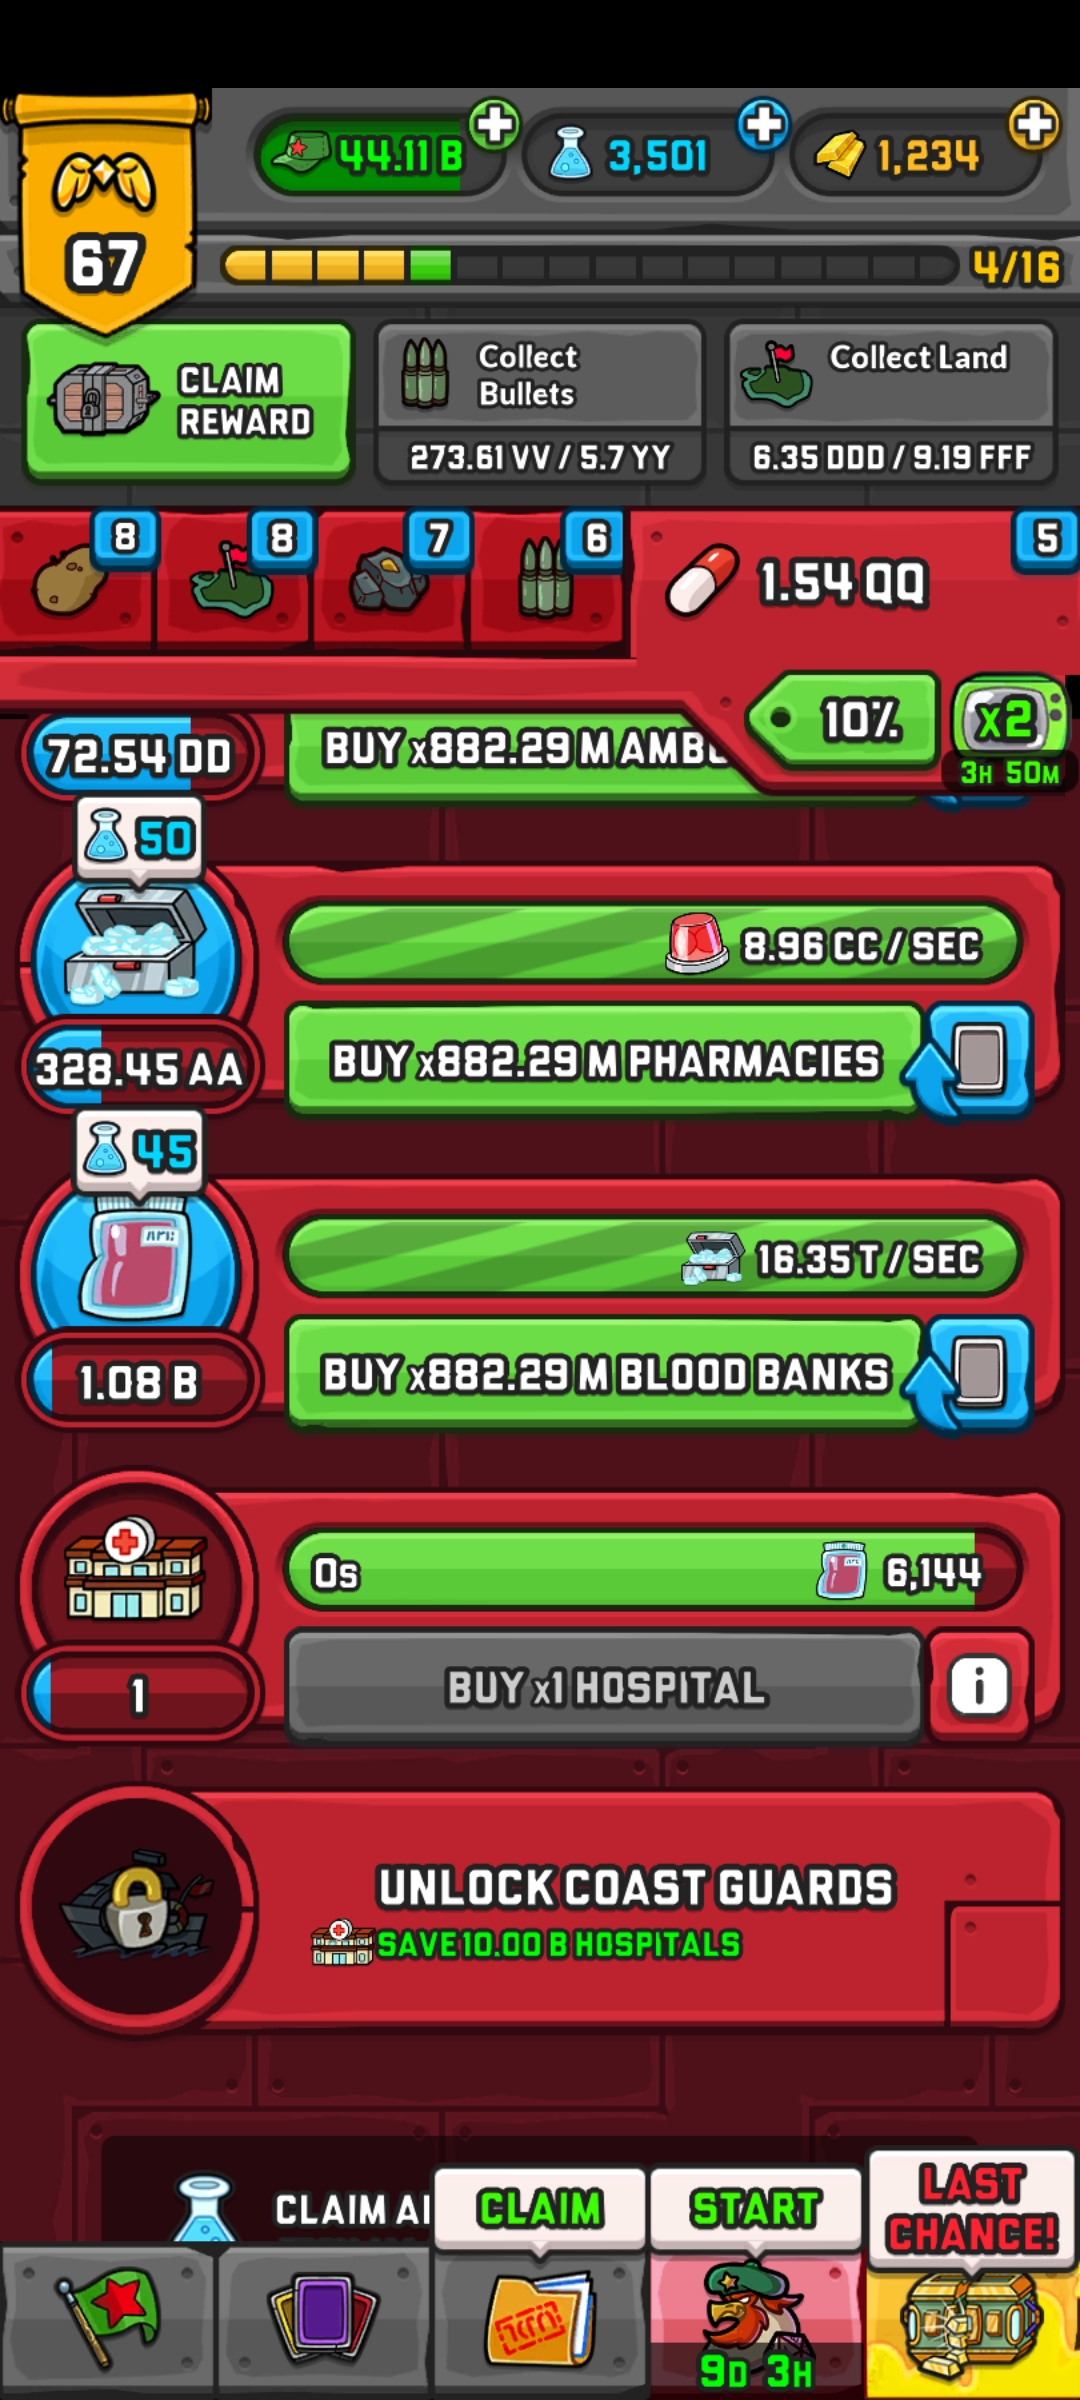 44.11 B
3,501
1,234
67
4/16
CLAIM
REWARD
Collect
Bullets
273.61 VV / 5.7 YY
Collect Land
6.35 DDD / 9.19 FFF
8
8
7
6
5
1.54 QQ
10%
x2
3H 50M
72.54 DD
BUY x882.29 M AMBU
50
8.96 CC / SEC
328.45 AA
BUY x882.29 M PHARMACIES
45
16.35 T / SEC
1.08 B
BUY x882.29 M BLOOD BANKS
0s
6,144
1
BUY x1 HOSPITAL
i
UNLOCK COAST GUARDS
SAVE 10.00 B HOSPITALS
CLAIM AL
CLAIM
START
LAST
CHANCE!
9D 3H